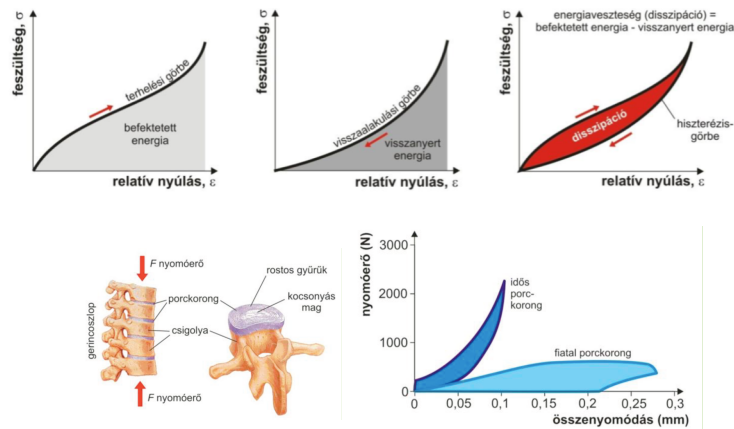 feszültség, σ
terhelési görbe
befektetett
energia
relatív nyúlás, ε
feszültség, σ
visszaalakulási görbe
visszanyert
energia
relatív nyúlás, ε
energiaveszteség (disszipáció) =
befektetett energia - visszanyert energia
feszültség, σ
disszipáció
hiszterézis-
görbe
relatív nyúlás, ε
F nyomóerő
gerincoszlop
porckorong
csigolya
F nyomóerő
rostos gyűrűk
kocsonyás
mag
nyomóerő (N)
3000
2000
1000
0
idős
porc-
korong
fiatal porckorong
0
0,05
0,1
0,15
0,2
0,25
0,3
összenyomódás (mm)